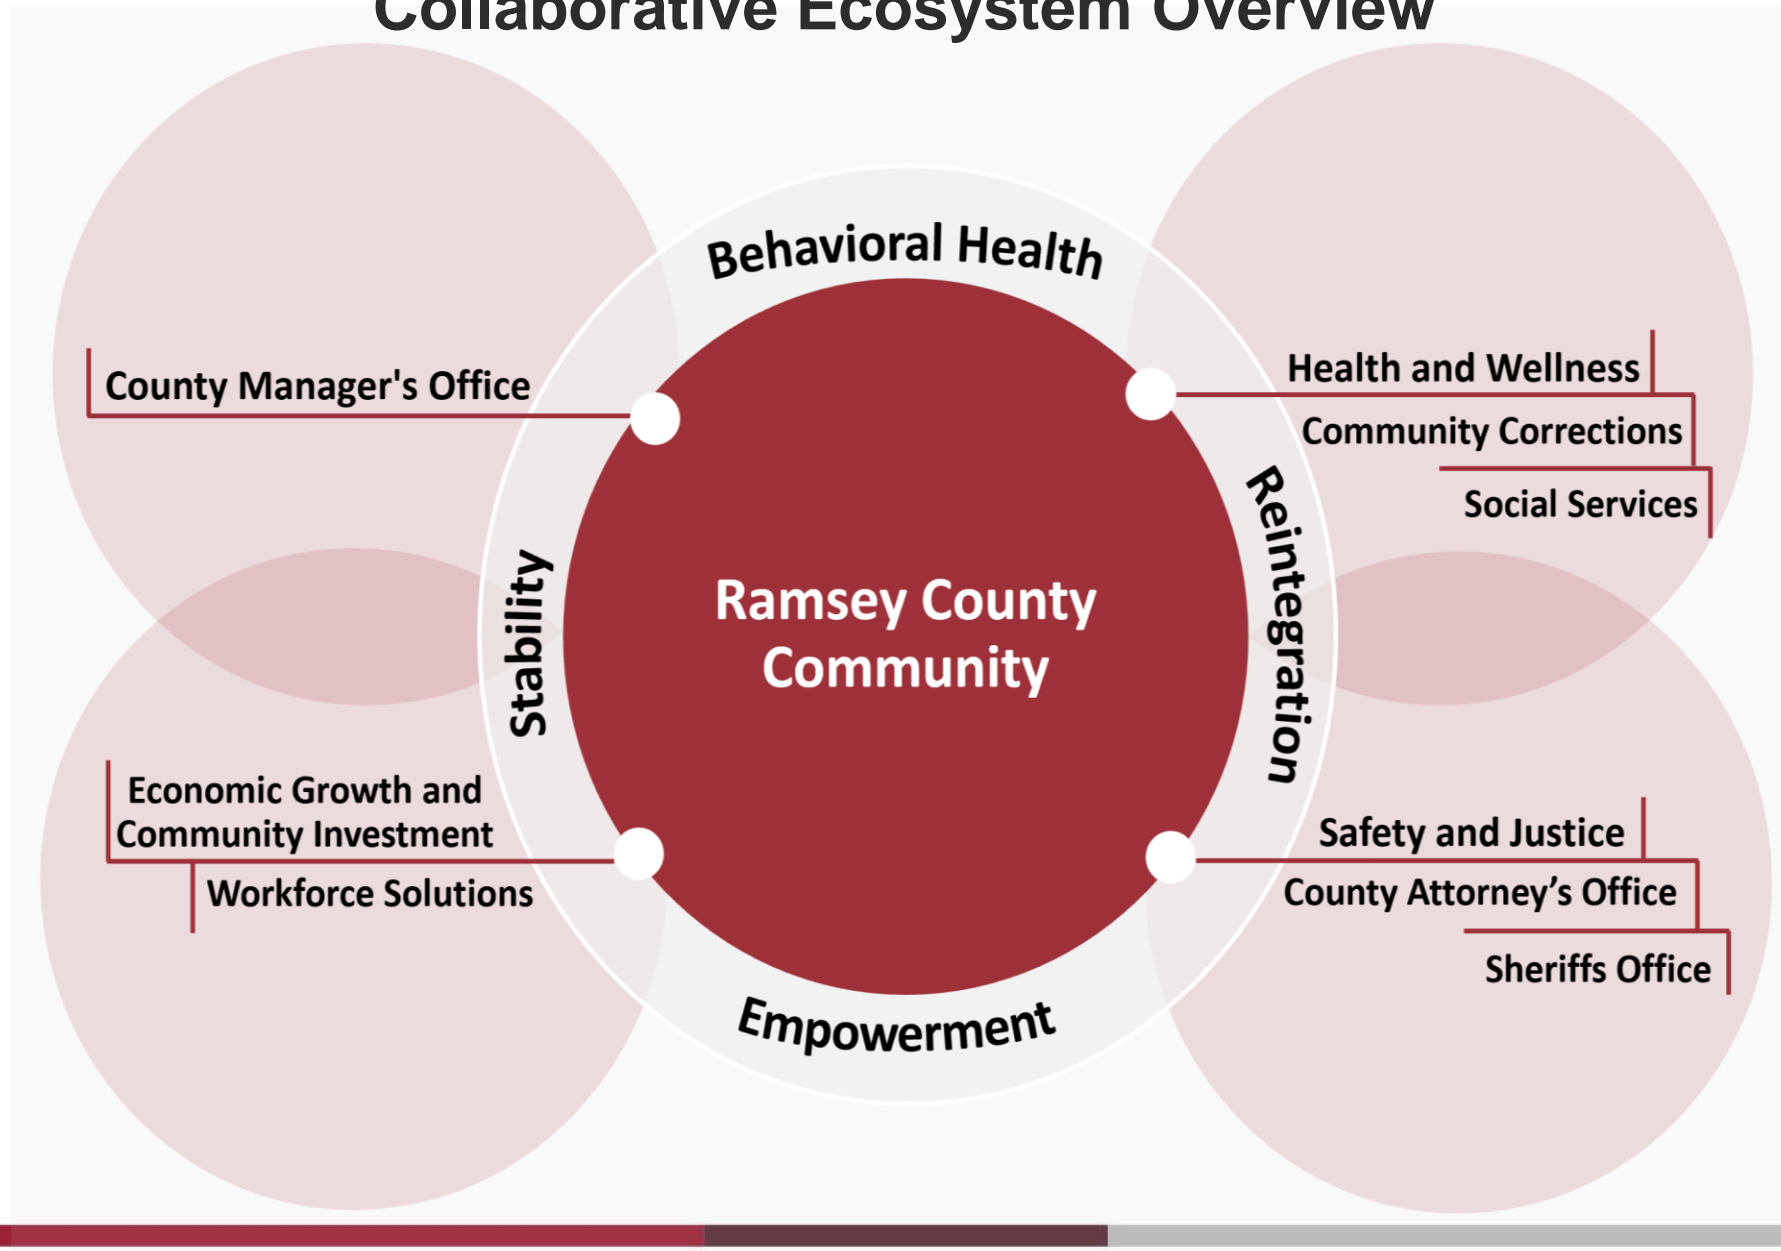 Collaborative Ecosystem Overview
Behavioral Health
County Manager's Office
Health and Wellness
Community Corrections
Social Services
Stability
Ramsey County
Community
Reintegration
Economic Growth and
Community Investment
Workforce Solutions
Safety and Justice
County Attorney’s Office
Sheriffs Office
Empowerment